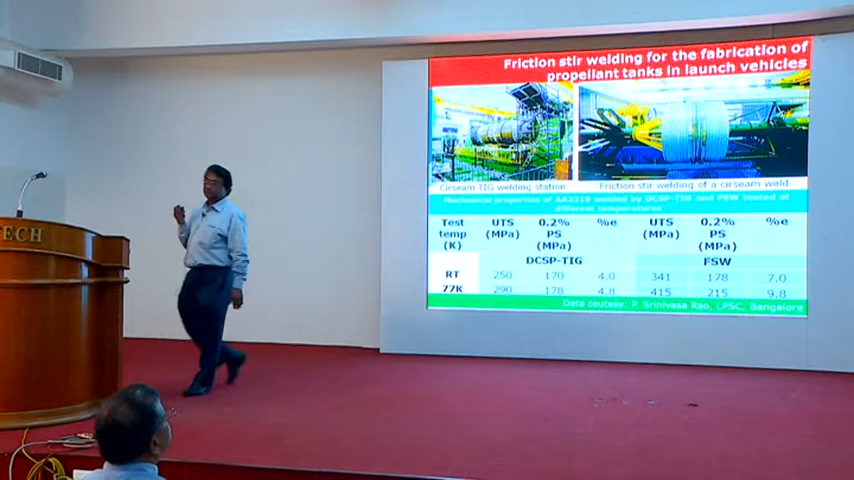 Friction stir welding for the fabrication of
propellant tanks in launch vehicles
Cirseam TIG welding station
Friction stir welding of a cirseam weld
Mechanical properties of AA2219 welded by DCSP-TIG and FSW tested at
different temperatures
Test temp (K) UTS (MPa) 0.2% PS (MPa) %e UTS (MPa) 0.2% PS (MPa) %e
DCSP-TIG FSW
RT 250 170 4.0 341 178 7.0
77K 290 178 4.8 415 215 9.8
Data coutesy: P. Srinivasa Rao, LPSC, Bangalore
TECH